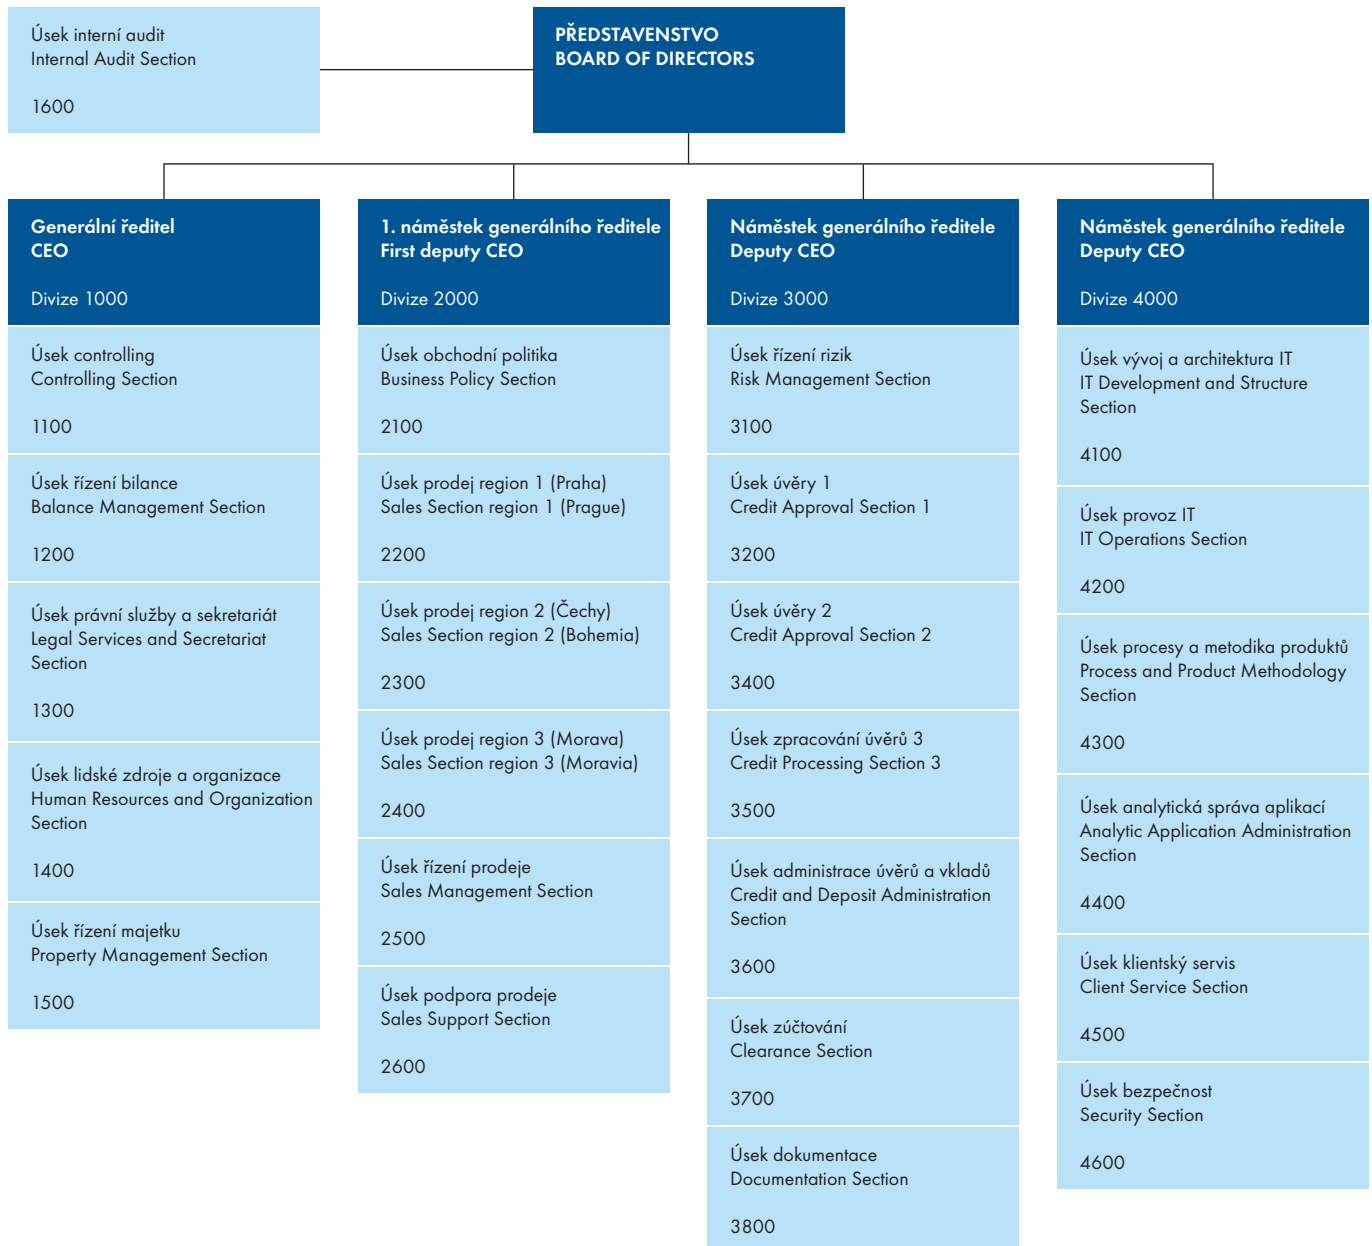 Úsek interní audit
Internal Audit Section
1600
PŘEDSTAVENSTVO
BOARD OF DIRECTORS
Generální ředitel
CEO
Divize 1000
Úsek controlling
Controlling Section
1100
Úsek řízení bilance
Balance Management Section
1200
Úsek právní služby a sekretariát
Legal Services and Secretariat
Section
1300
Úsek lidské zdroje a organizace
Human Resources and Organization
Section
1400
Úsek řízení majetku
Property Management Section
1500
1. náměstek generálního ředitele
First deputy CEO
Divize 2000
Úsek obchodní politika
Business Policy Section
2100
Úsek prodej region 1 (Praha)
Sales Section region 1 (Prague)
2200
Úsek prodej region 2 (Čechy)
Sales Section region 2 (Bohemia)
2300
Úsek prodej region 3 (Morava)
Sales Section region 3 (Moravia)
2400
Úsek řízení prodeje
Sales Management Section
2500
Úsek podpora prodeje
Sales Support Section
2600
Náměstek generálního ředitele
Deputy CEO
Divize 3000
Úsek řízení rizik
Risk Management Section
3100
Úsek úvěry 1
Credit Approval Section 1
3200
Úsek úvěry 2
Credit Approval Section 2
3400
Úsek zpracování úvěrů 3
Credit Processing Section 3
3500
Úsek administrace úvěrů a vkladů
Credit and Deposit Administration
Section
3600
Úsek zúčtování
Clearance Section
3700
Úsek dokumentace
Documentation Section
3800
Náměstek generálního ředitele
Deputy CEO
Divize 4000
Úsek vývoj a architektura IT
IT Development and Structure
Section
4100
Úsek provoz IT
IT Operations Section
4200
Úsek procesy a metodika produktů
Process and Product Methodology
Section
4300
Úsek analytická správa aplikací
Analytic Application Administration
Section
4400
Úsek klientský servis
Client Service Section
4500
Úsek bezpečnost
Security Section
4600